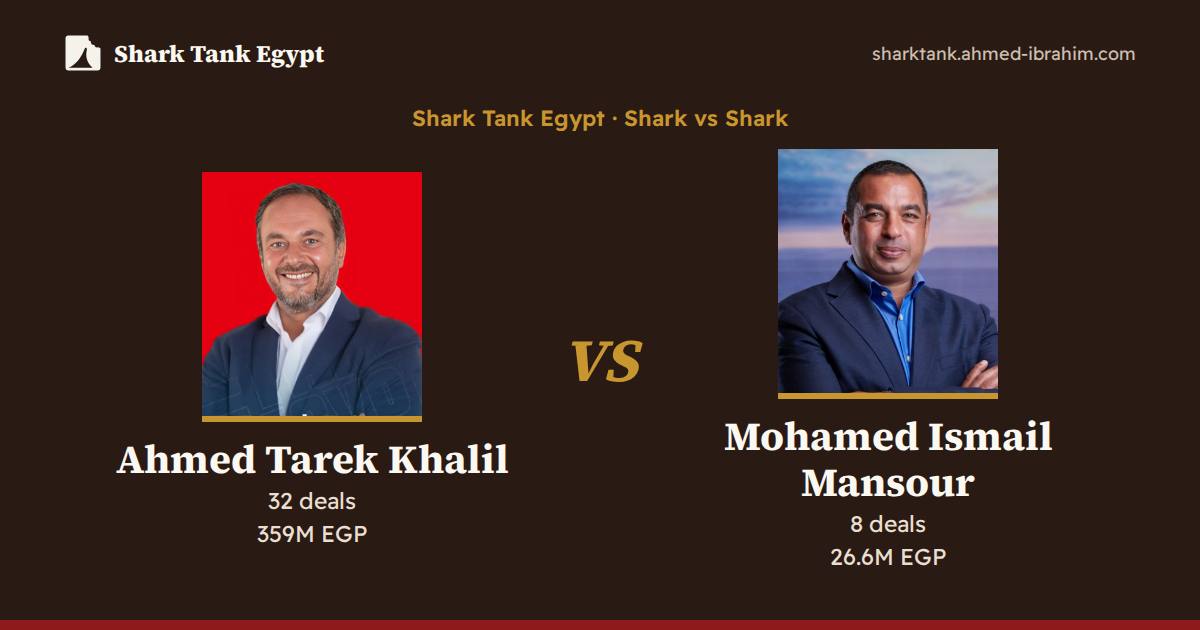 Shark Tank Egypt
sharktank.ahmed-ibrahim.com
Shark Tank Egypt · Shark vs Shark
VS
Ahmed Tarek Khalil
32 deals
359M EGP
Mohamed Ismail
Mansour
8 deals
26.6M EGP